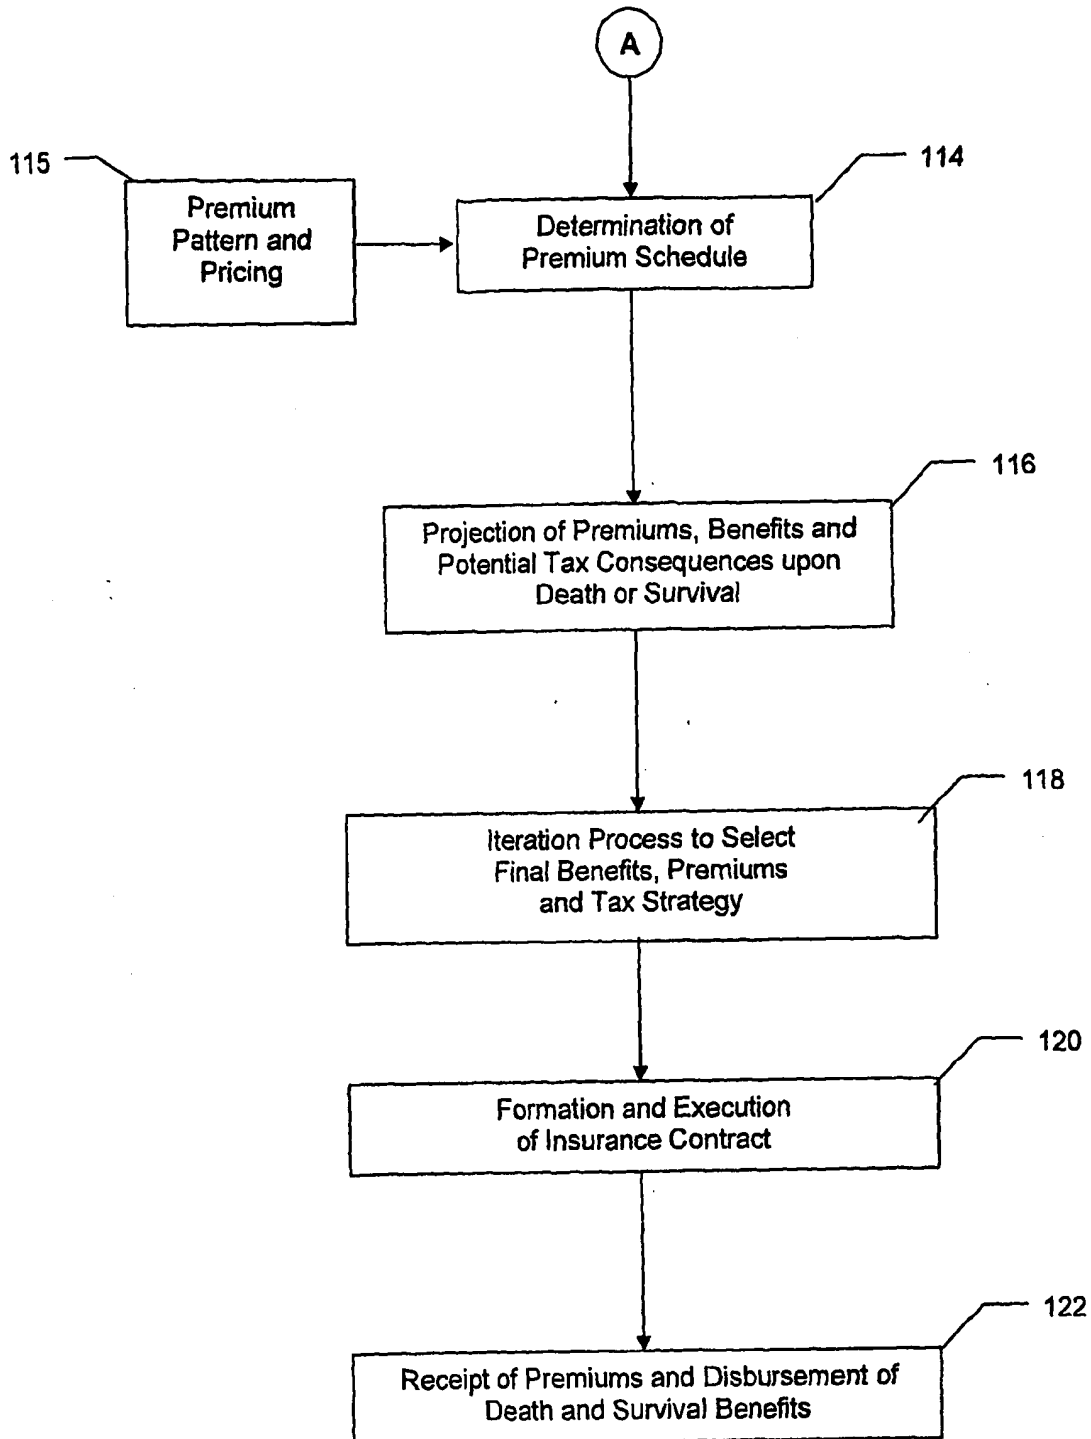 A
115
114
Premium
Pattern and
Pricing
Determination of
Premium Schedule
116
Projection of Premiums, Benefits and
Potential Tax Consequences upon
Death or Survival
118
Iteration Process to Select
Final Benefits, Premiums
and Tax Strategy
120
Formation and Execution
of Insurance Contract
122
Receipt of Premiums and Disbursement of
Death and Survival Benefits